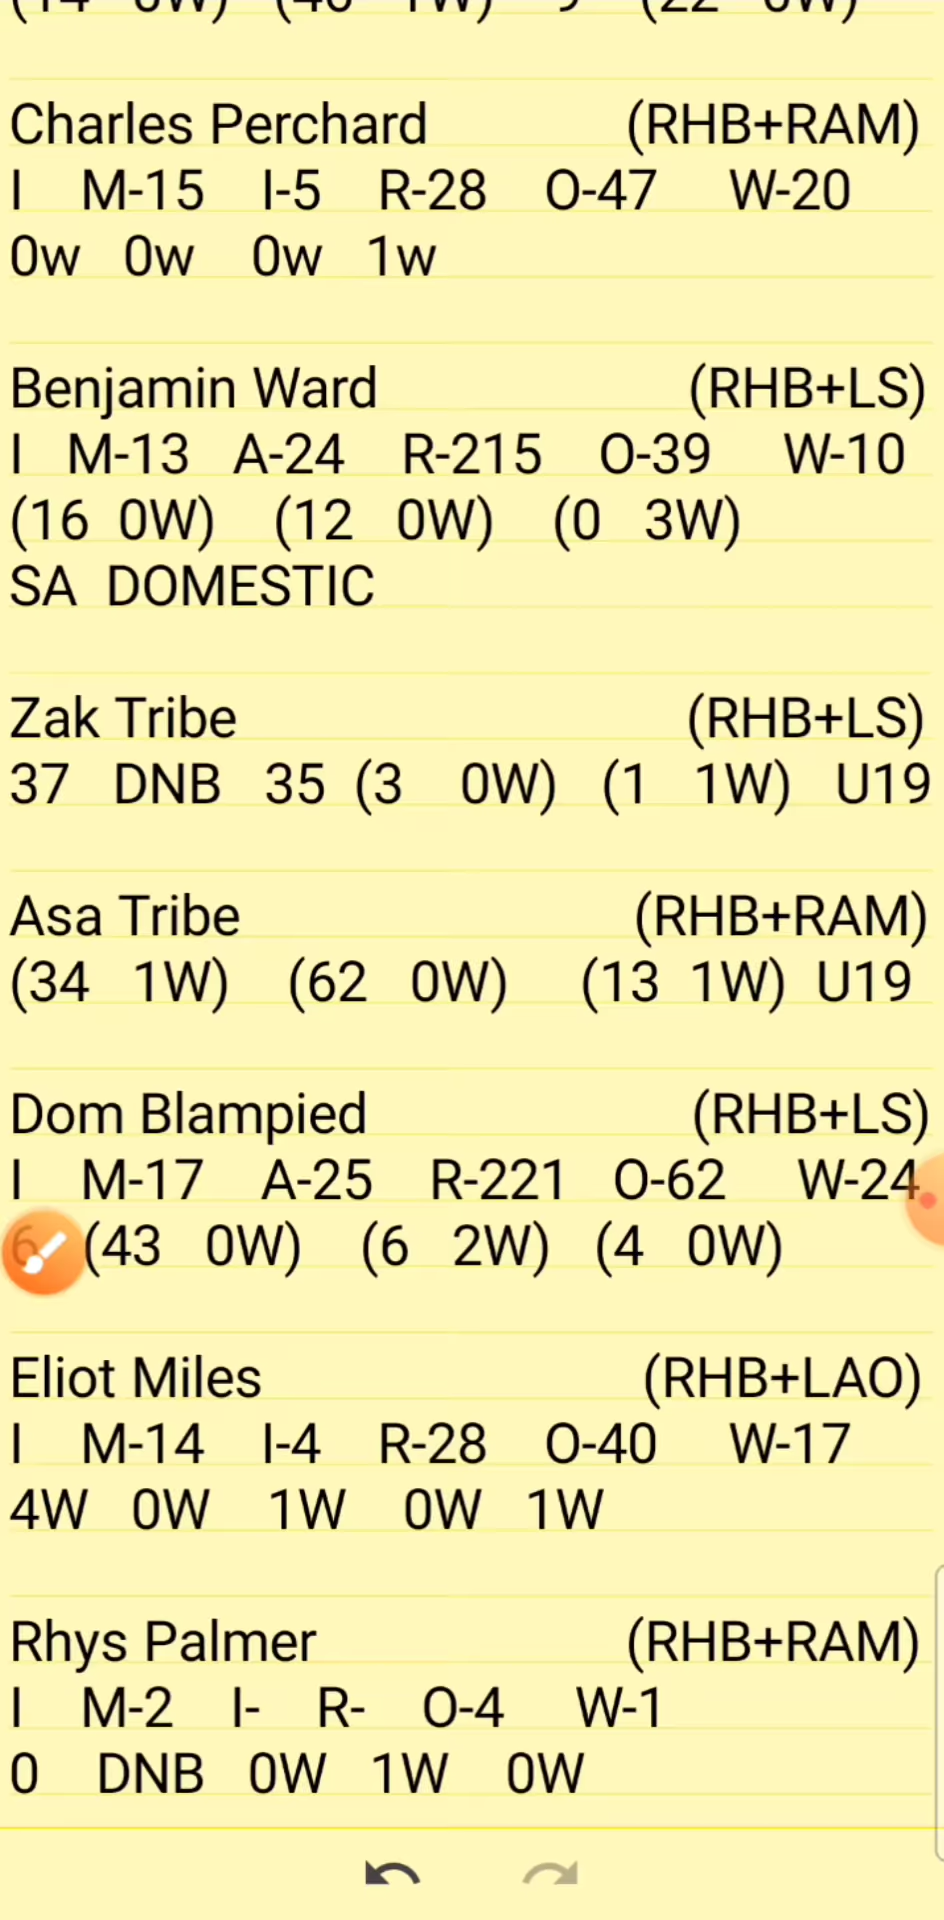 Charles Perchard (RHB+RAM)
I M-15 I-5 R-28 O-47 W-20
0w 0w 0w 1w
Benjamin Ward (RHB+LS)
I M-13 A-24 R-215 O-39 W-10
(16 0W) (12 0W) (0 3W)
SA DOMESTIC
Zak Tribe (RHB+LS)
37 DNB 35 (3 0W) (1 1W) U19
Asa Tribe (RHB+RAM)
(34 1W) (62 0W) (13 1W) U19
Dom Blampied (RHB+LS)
I M-17 A-25 R-221 O-62 W-24
6 (43 0W) (6 2W) (4 0W)
Eliot Miles (RHB+LAO)
I M-14 I-4 R-28 O-40 W-17
4W 0W 1W 0W 1W
Rhys Palmer (RHB+RAM)
I M-2 I- R- O-4 W-1
0 DNB 0W 1W 0W